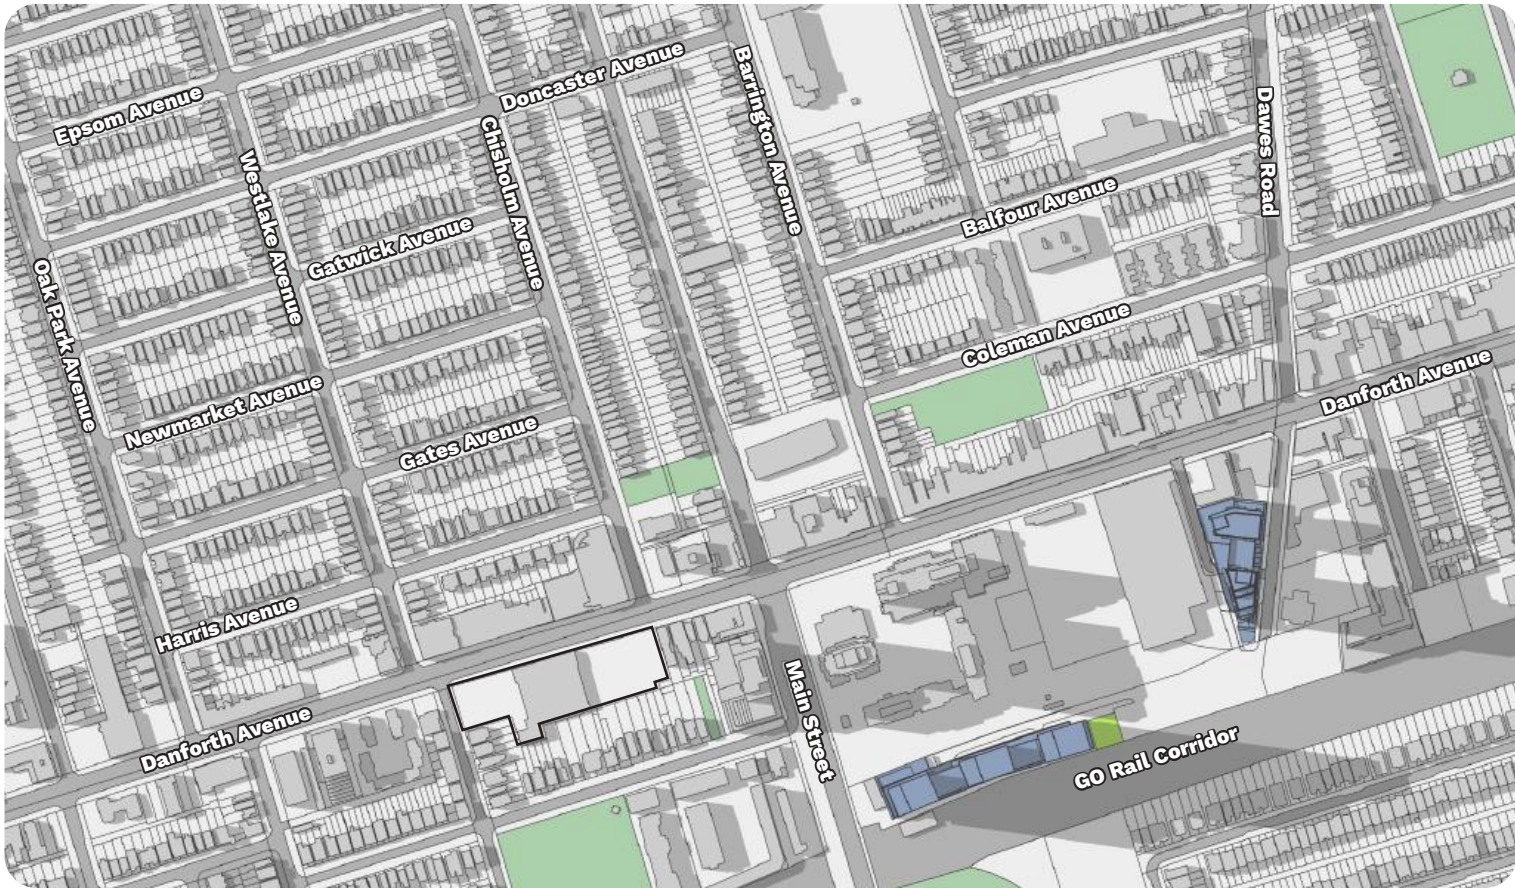 Epsom Avenue
Doncaster Avenue
Barrington Avenue
Dawes Road
Westlake Avenue
Chisholm Avenue
Balfour Avenue
Gatwick Avenue
Oak Park Avenue
Coleman Avenue
Newmarket Avenue
Danforth Avenue
Gates Avenue
Harris Avenue
Main Street
Danforth Avenue
GO Rail Corridor